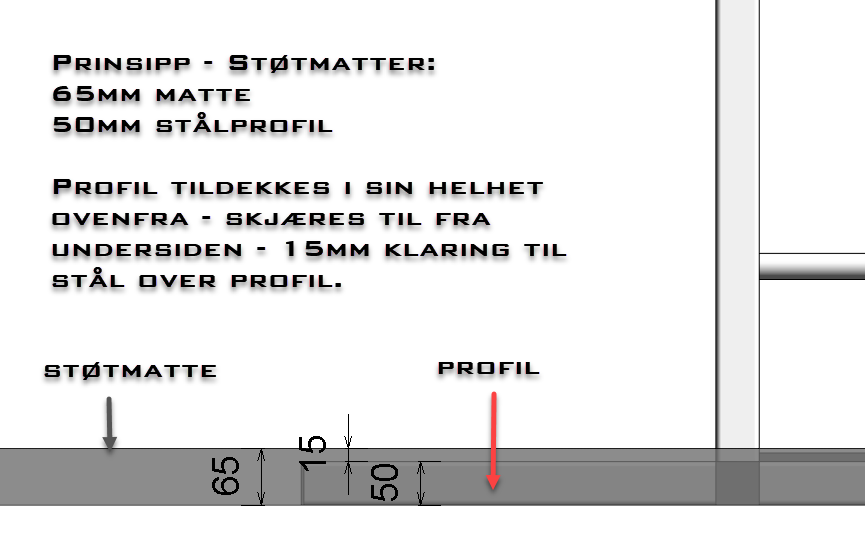 Prinsipp - Støtmatter:
65mm matte
50mm stålprofil
Profil tildekkes i sin helhet
ovenfra - skjæres til fra
undersiden - 15mm klaring til
stål over profil.
støtmatte
profil
65
15
50